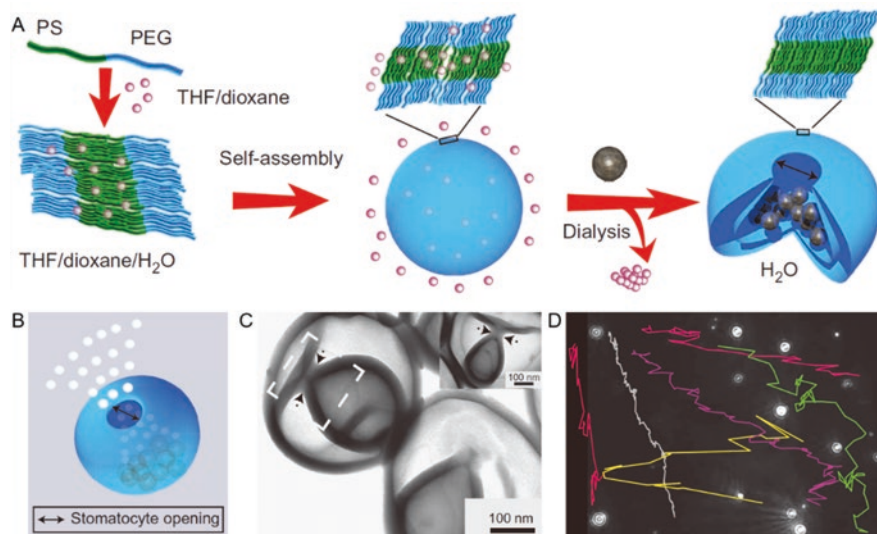 A
PS
PEG
THF/dioxane
Self-assembly
THF/dioxane/H₂O
Dialysis
H₂O
B
Stomatocyte opening
C
100 nm
100 nm
D